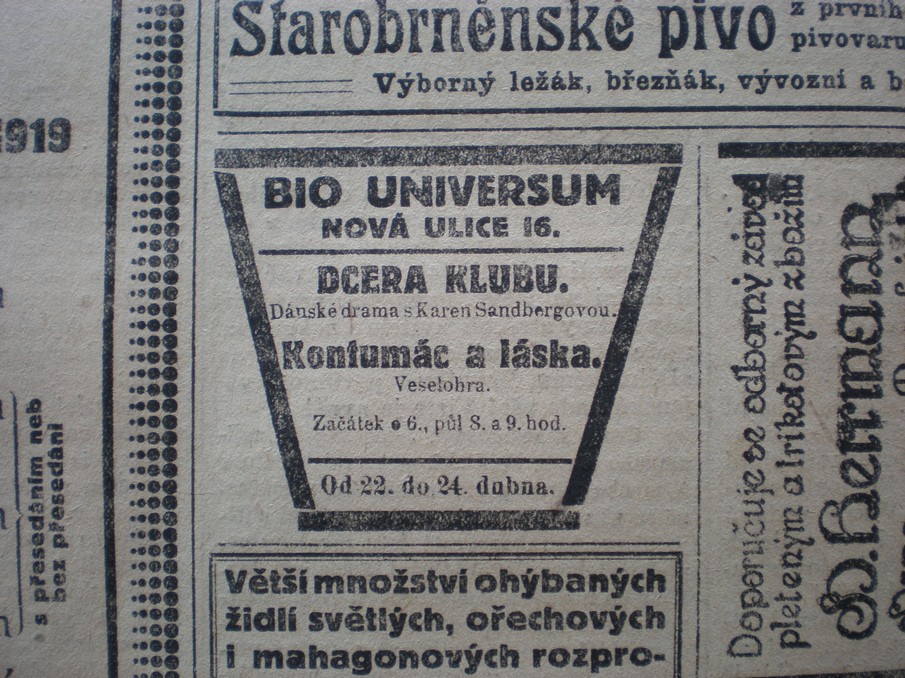 1919
s přesedáním neb
bez přesedání
Starobrněnské pivo
z prvníh
pivovaru
Výborný ležák, březňák, vývozní a b
BIO UNIVERSUM
NOVÁ ULICE 16.
DCERA KLUBU.
Dánské drama s Karen Sandbergovou.
Kontumác a láska.
Veselohra.
Začátek o 6., půl 8. a 9. hod.
Od 22. do 24. dubna.
Větší množství ohýbaných
židlí světlých, ořechových
i mahagonových rozpro-
Doporučuje se odborný závod
pleteným a trikotovým zbožím